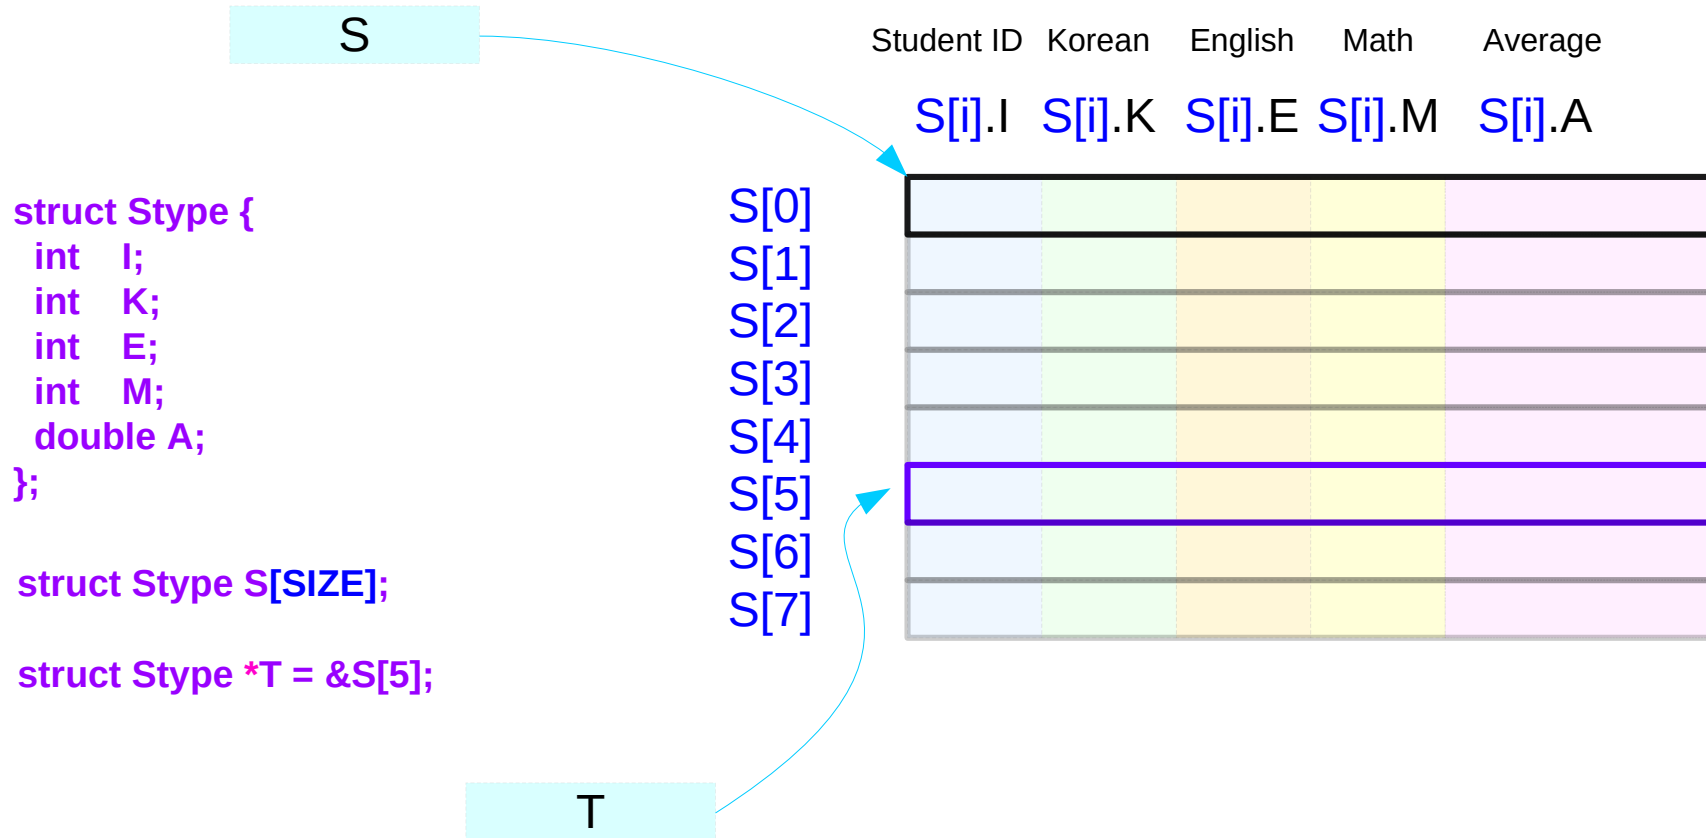 S
Student ID Korean English Math Average
S[i].I S[i].K S[i].E S[i].M S[i].A
struct Stype {
int I;
int K;
int E;
int M;
double A;
};
struct Stype S[SIZE];
struct Stype *T = &S[5];
S[0]
S[1]
S[2]
S[3]
S[4]
S[5]
S[6]
S[7]
T